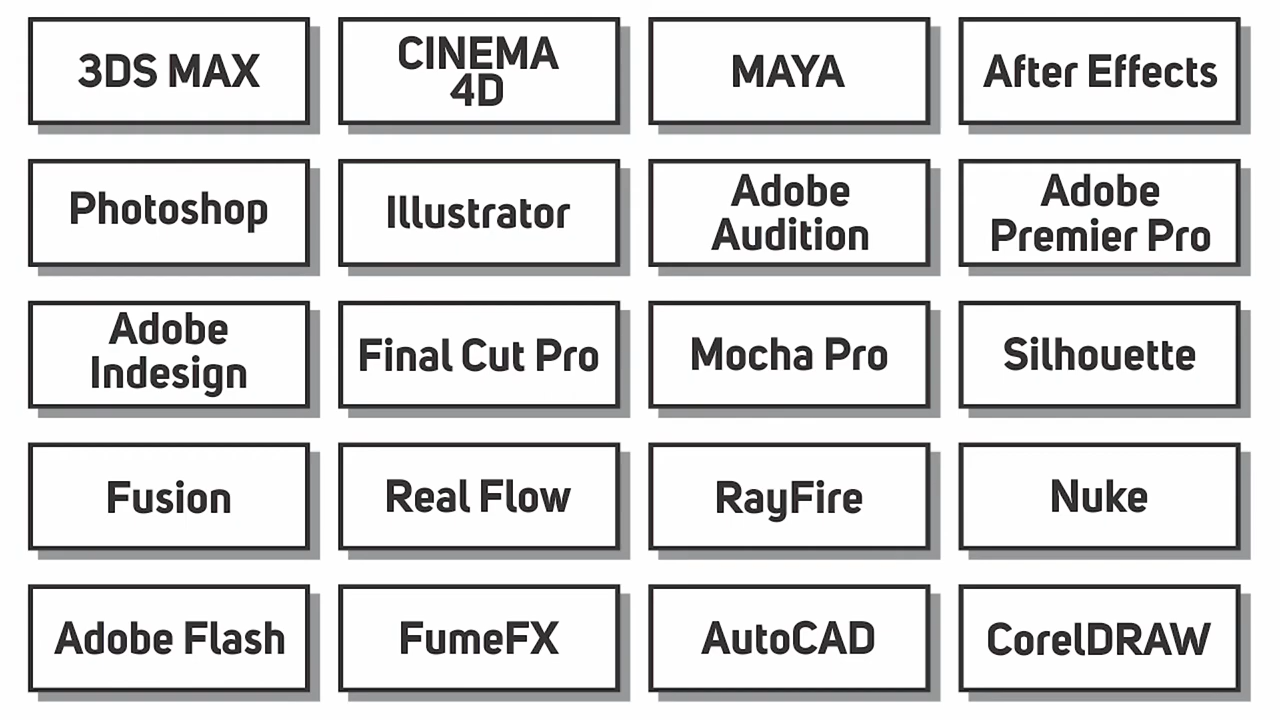 3DS MAX
CINEMA
4D
MAYA
After Effects
Photoshop
Illustrator
Adobe
Audition
Adobe
Premier Pro
Adobe
Indesign
Final Cut Pro
Mocha Pro
Silhouette
Fusion
Real Flow
RayFire
Nuke
Adobe Flash
FumeFX
AutoCAD
CorelDRAW